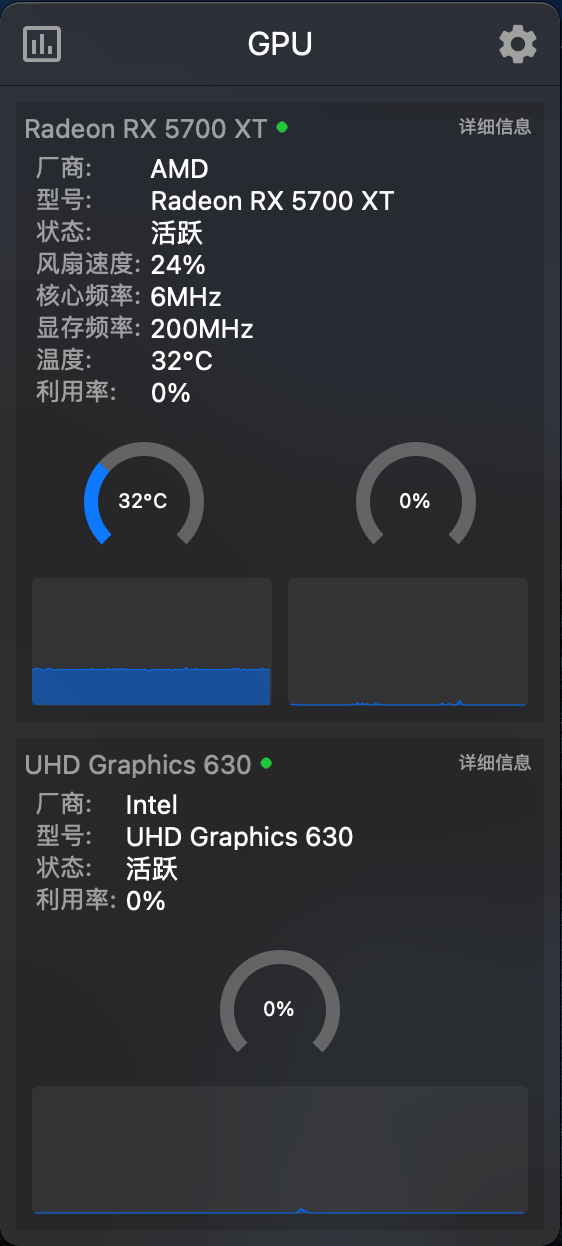 GPU
Radeon RX 5700 XT 详细信息
厂商: AMD
型号: Radeon RX 5700 XT
状态: 活跃
风扇速度: 24%
核心频率: 6MHz
显存频率: 200MHz
温度: 32°C
利用率: 0%
32°C 0%
UHD Graphics 630 详细信息
厂商: Intel
型号: UHD Graphics 630
状态: 活跃
利用率: 0%
0%